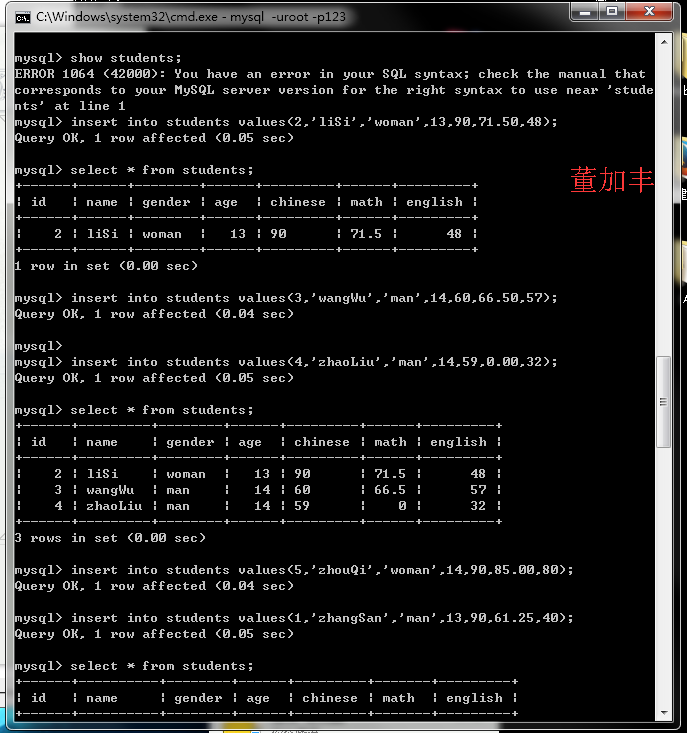 C:\Windows\system32\cmd.exe - mysql -uroot -p123
mysql> show students;
ERROR 1064 (42000): You have an error in your SQL syntax; check the manual that
corresponds to your MySQL server version for the right syntax to use near 'stude
nts' at line 1
mysql> insert into students values(2,'liSi','woman',13,90,71.50,48);
Query OK, 1 row affected (0.05 sec)
mysql> select * from students;
董加丰
+------+------+--------+------+---------+------+---------+
| id | name | gender | age | chinese | math | english |
+------+------+--------+------+---------+------+---------+
| 2 | liSi | woman | 13 | 90 | 71.5 | 48 |
+------+------+--------+------+---------+------+---------+
1 row in set (0.00 sec)
mysql> insert into students values(3,'wangWu','man',14,60,66.50,57);
Query OK, 1 row affected (0.04 sec)
mysql>
mysql> insert into students values(4,'zhaoLiu','man',14,59,0.00,32);
Query OK, 1 row affected (0.05 sec)
mysql> select * from students;
+------+---------+--------+------+---------+------+---------+
| id | name | gender | age | chinese | math | english |
+------+---------+--------+------+---------+------+---------+
| 2 | liSi | woman | 13 | 90 | 71.5 | 48 |
| 3 | wangWu | man | 14 | 60 | 66.5 | 57 |
| 4 | zhaoLiu | man | 14 | 59 | 0 | 32 |
+------+---------+--------+------+---------+------+---------+
3 rows in set (0.00 sec)
mysql> insert into students values(5,'zhouQi','woman',14,90,85.00,80);
Query OK, 1 row affected (0.04 sec)
mysql> insert into students values(1,'zhangSan','man',13,90,61.25,40);
Query OK, 1 row affected (0.05 sec)
mysql> select * from students;
+------+----------+--------+------+---------+-------+---------+
| id | name | gender | age | chinese | math | english |
+------+----------+--------+------+---------+-------+---------+